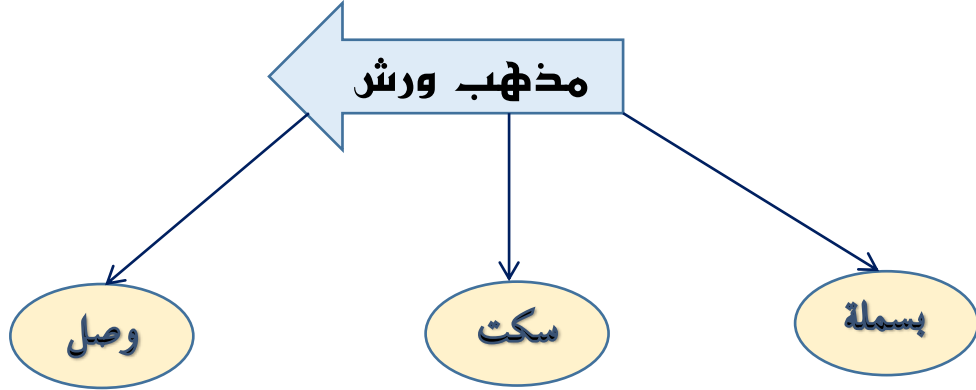 مذهب ورش
بسملة
سكت
وصل